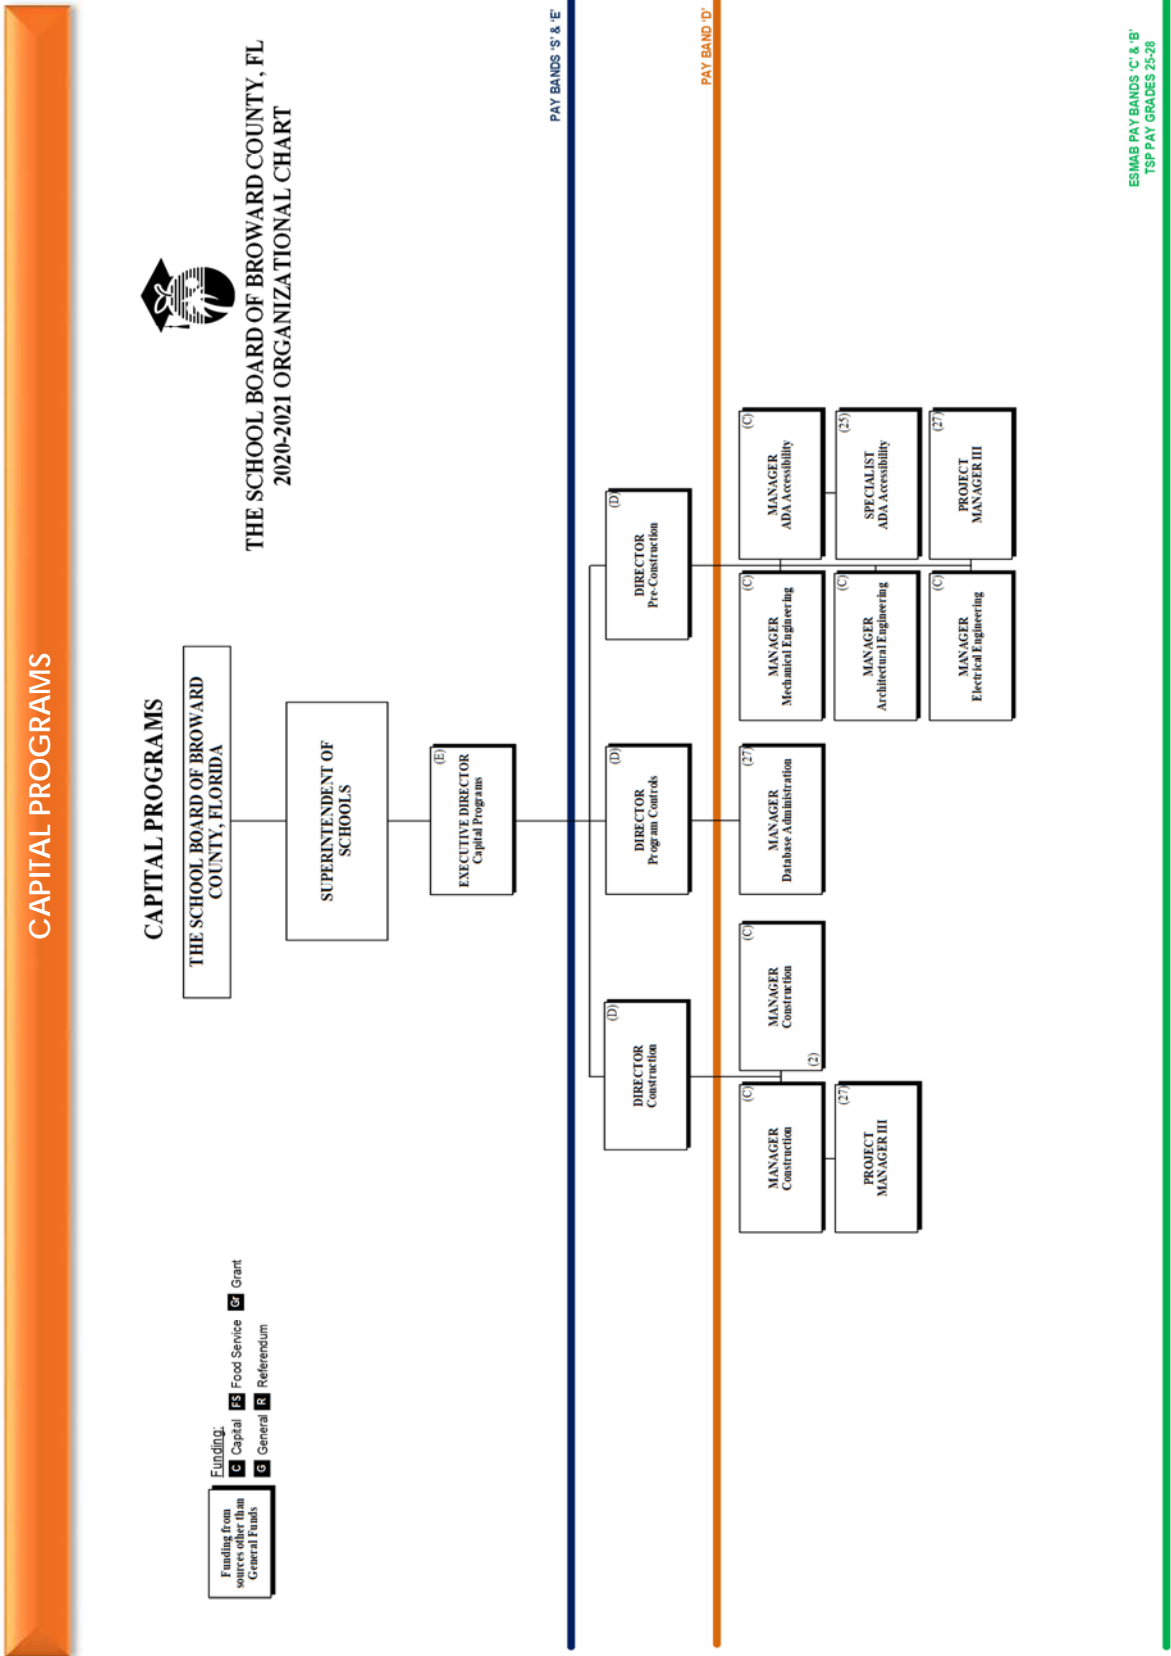 CAPITAL PROGRAMS
THE SCHOOL BOARD OF BROWARD COUNTY, FL
2020-2021 ORGANIZATIONAL CHART
CAPITAL PROGRAMS
THE SCHOOL BOARD OF BROWARD
COUNTY, FLORIDA
SUPERINTENDENT OF
SCHOOLS
Funding from
sources other than
General Funds
Funding:
C Capital FS Food Service Gr Grant
G General R Referendum
(E)
EXECUTIVE DIRECTOR
Capital Programs
PAY BANDS 'S' & 'E'
(D)
DIRECTOR
Construction
(D)
DIRECTOR
Program Controls
(D)
DIRECTOR
Pre-Construction
PAY BAND 'D'
(C)
MANAGER
Construction
(27)
PROJECT
MANAGER III
(C)
MANAGER
Construction
(2)
(27)
MANAGER
Database Administration
(C)
MANAGER
Mechanical Engineering
(C)
MANAGER
ADA Accessibility
(C)
MANAGER
Architectural Engineering
(25)
SPECIALIST
ADA Accessibility
(C)
MANAGER
Electrical Engineering
(27)
PROJECT
MANAGER III
ESMAB PAY BANDS 'C' & 'B'
TSP PAY GRADES 25-28